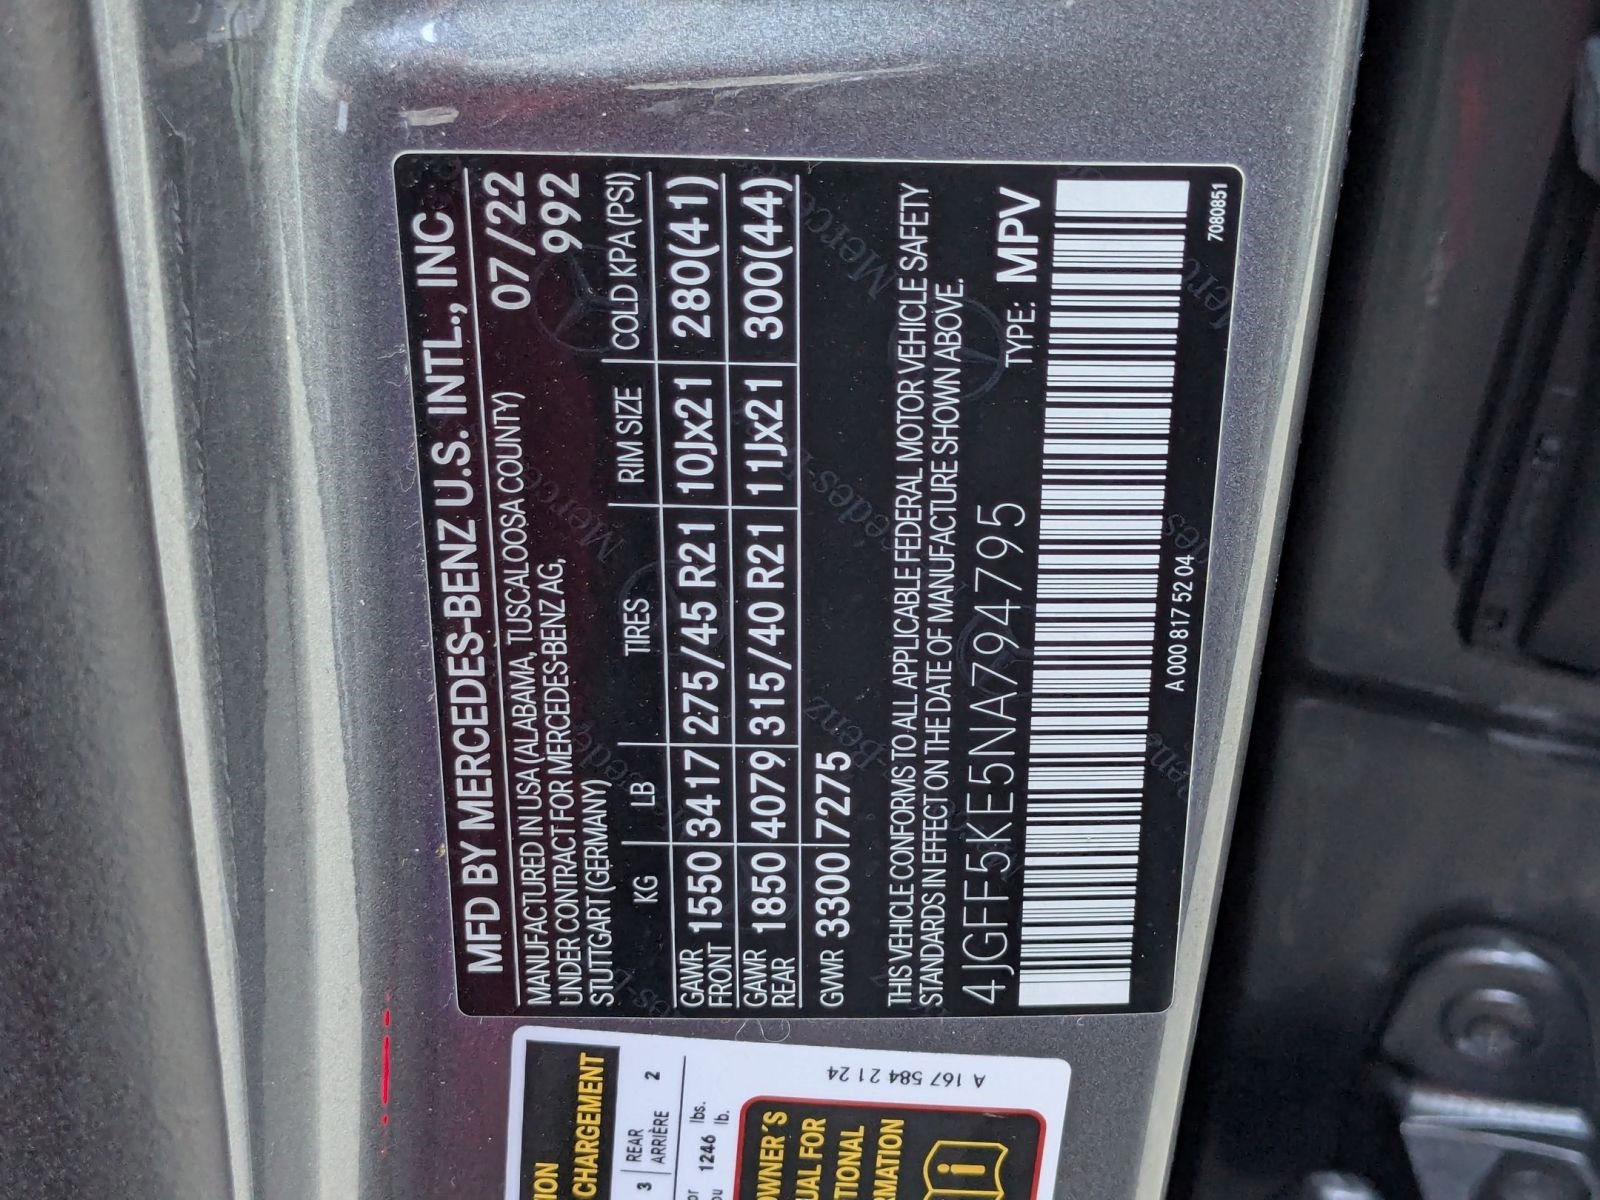 MFD BY MERCEDES-BENZ U.S. INTL., INC
MANUFACTURED IN USA (ALABAMA, TUSCALOOSA COUNTY) 07/22
UNDER CONTRACT FOR MERCEDES-BENZ AG, 992
STUTTGART (GERMANY)
KG LB TIRES RIM SIZE COLD KPA (PSI)
GAWR FRONT 1550 3417 275/45 R21 10Jx21 280(41)
GAWR REAR 1850 4079 315/40 R21 11Jx21 300(44)
GVWR 3300 7275
THIS VEHICLE CONFORMS TO ALL APPLICABLE FEDERAL MOTOR VEHICLE SAFETY
STANDARDS IN EFFECT ON THE DATE OF MANUFACTURE SHOWN ABOVE.
4JGFF5KE5NA794795 TYPE: MPV
A 000 817 52 04 7080851
CHARGEMENT
3 REAR 2
ARRIÈRE
1246 lbs.
lb.
OWNER'S
FOR
A 167 584 21 24